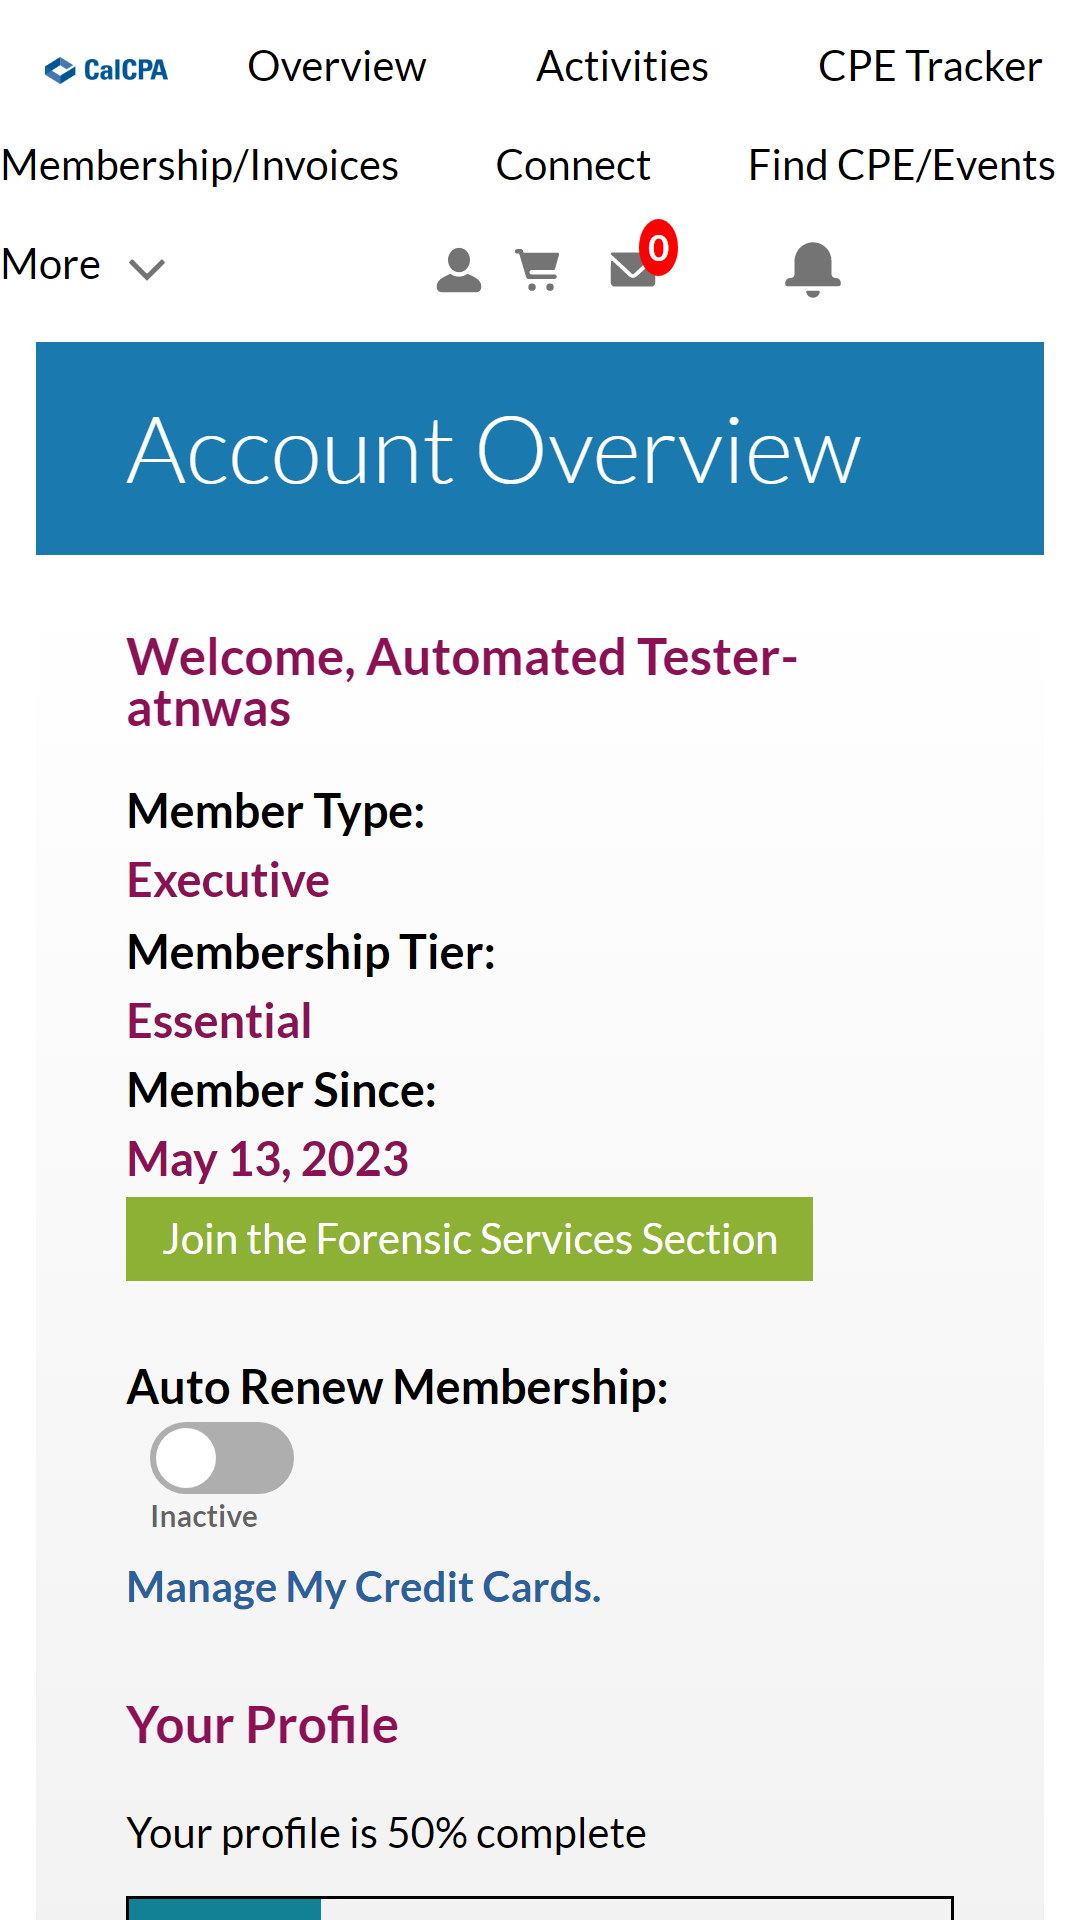 CalCPA Overview Activities CPE Tracker
Membership/Invoices Connect Find CPE/Events
More 0
Account Overview
Welcome, Automated Tester-
atnwas
Member Type:
Executive
Membership Tier:
Essential
Member Since:
May 13, 2023
Join the Forensic Services Section
Auto Renew Membership:
Inactive
Manage My Credit Cards.
Your Profile
Your profile is 50% complete